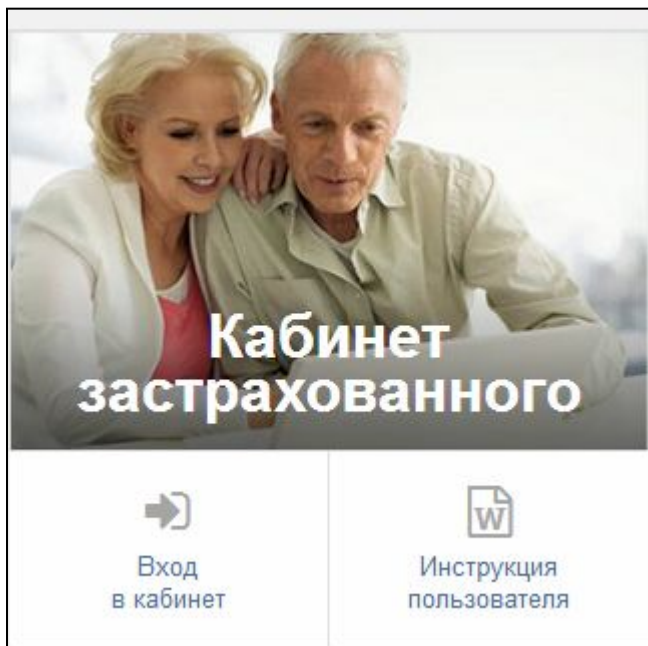 Кабинет
застрахованного
W
Вход
в кабинет
Инструкция
пользователя